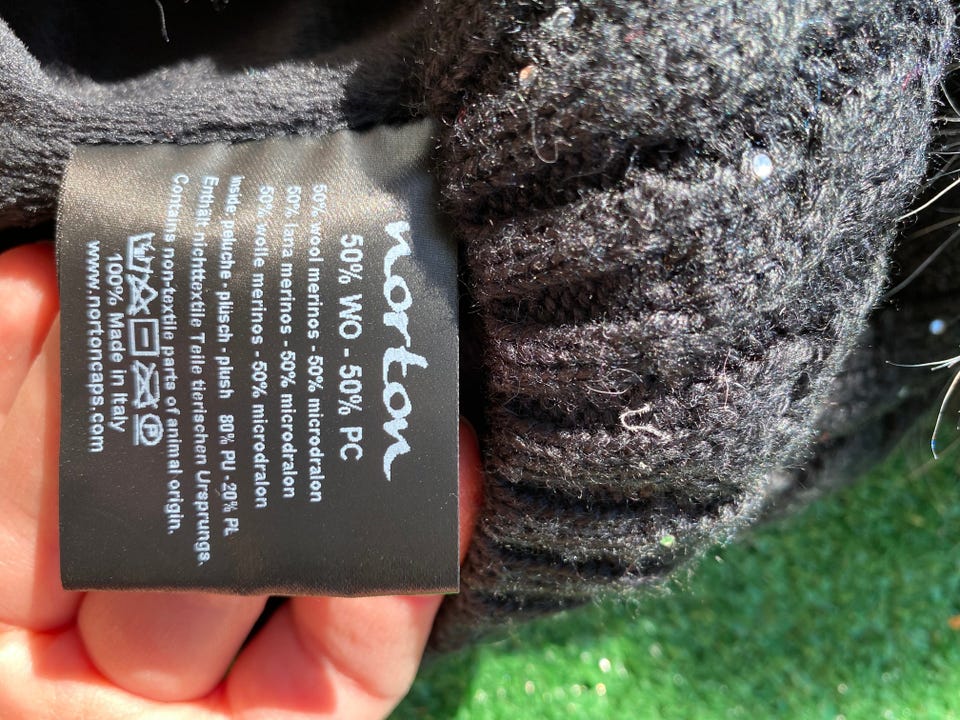 norton
50% WO - 50% PC
50% wool merinos - 50% microdralon
50% lana merinos - 50% microdralon
50% wolle merinos - 50% microdralon
inside: peluche - plüsch - plush 80% PU - 20% PL
Enthält nichttextile Teile tierischen Ursprungs.
Contains non-textile parts of animal origin.
P
100% Made in Italy
www.nortoncaps.com